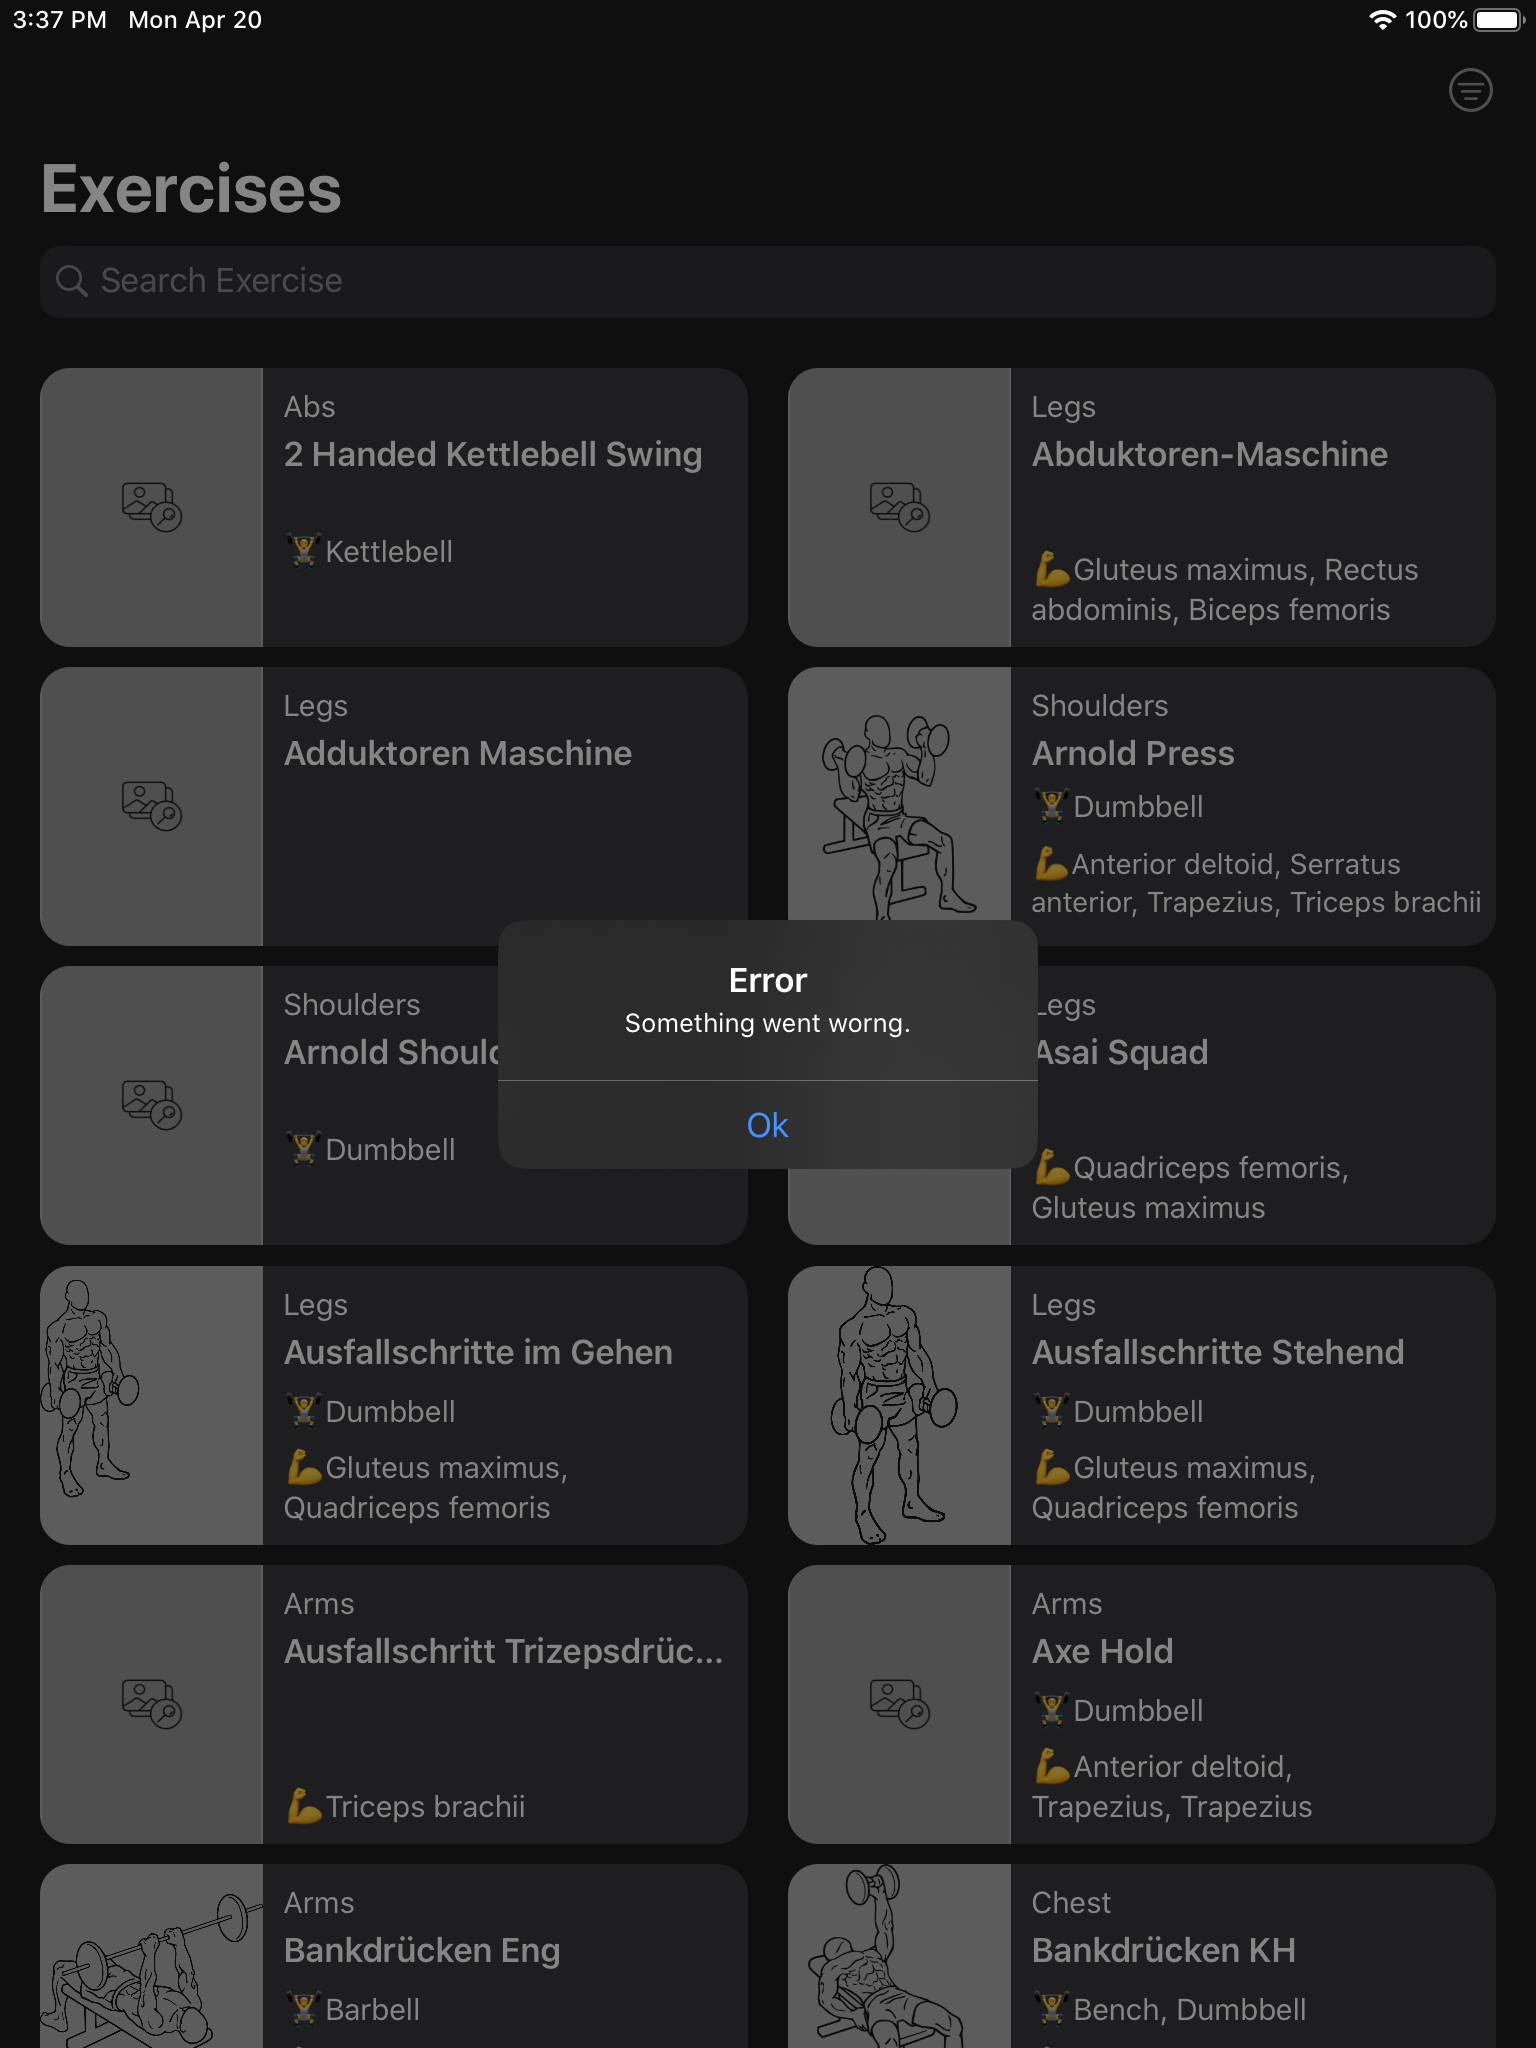 3:37 PM Mon Apr 20
100%
Exercises
Search Exercise
Abs
2 Handed Kettlebell Swing
🏋Kettlebell
Legs
Abduktoren-Maschine
💪Gluteus maximus, Rectus
abdominis, Biceps femoris
Legs
Adduktoren Maschine
Shoulders
Arnold Press
🏋Dumbbell
💪Anterior deltoid, Serratus
anterior, Trapezius, Triceps brachii
Error
Something went worng.
Ok
Shoulders
Arnold
🏋Dumbbell
Legs
Asai Squad
💪Quadriceps femoris,
Gluteus maximus
Legs
Ausfallschritte im Gehen
🏋Dumbbell
💪Gluteus maximus,
Quadriceps femoris
Legs
Ausfallschritte Stehend
🏋Dumbbell
💪Gluteus maximus,
Quadriceps femoris
Arms
Ausfallschritt Trizepsdrüc...
💪Triceps brachii
Arms
Axe Hold
🏋Dumbbell
💪Anterior deltoid,
Trapezius, Trapezius
Arms
Bankdrücken Eng
🏋Barbell
Chest
Bankdrücken KH
🏋Bench, Dumbbell